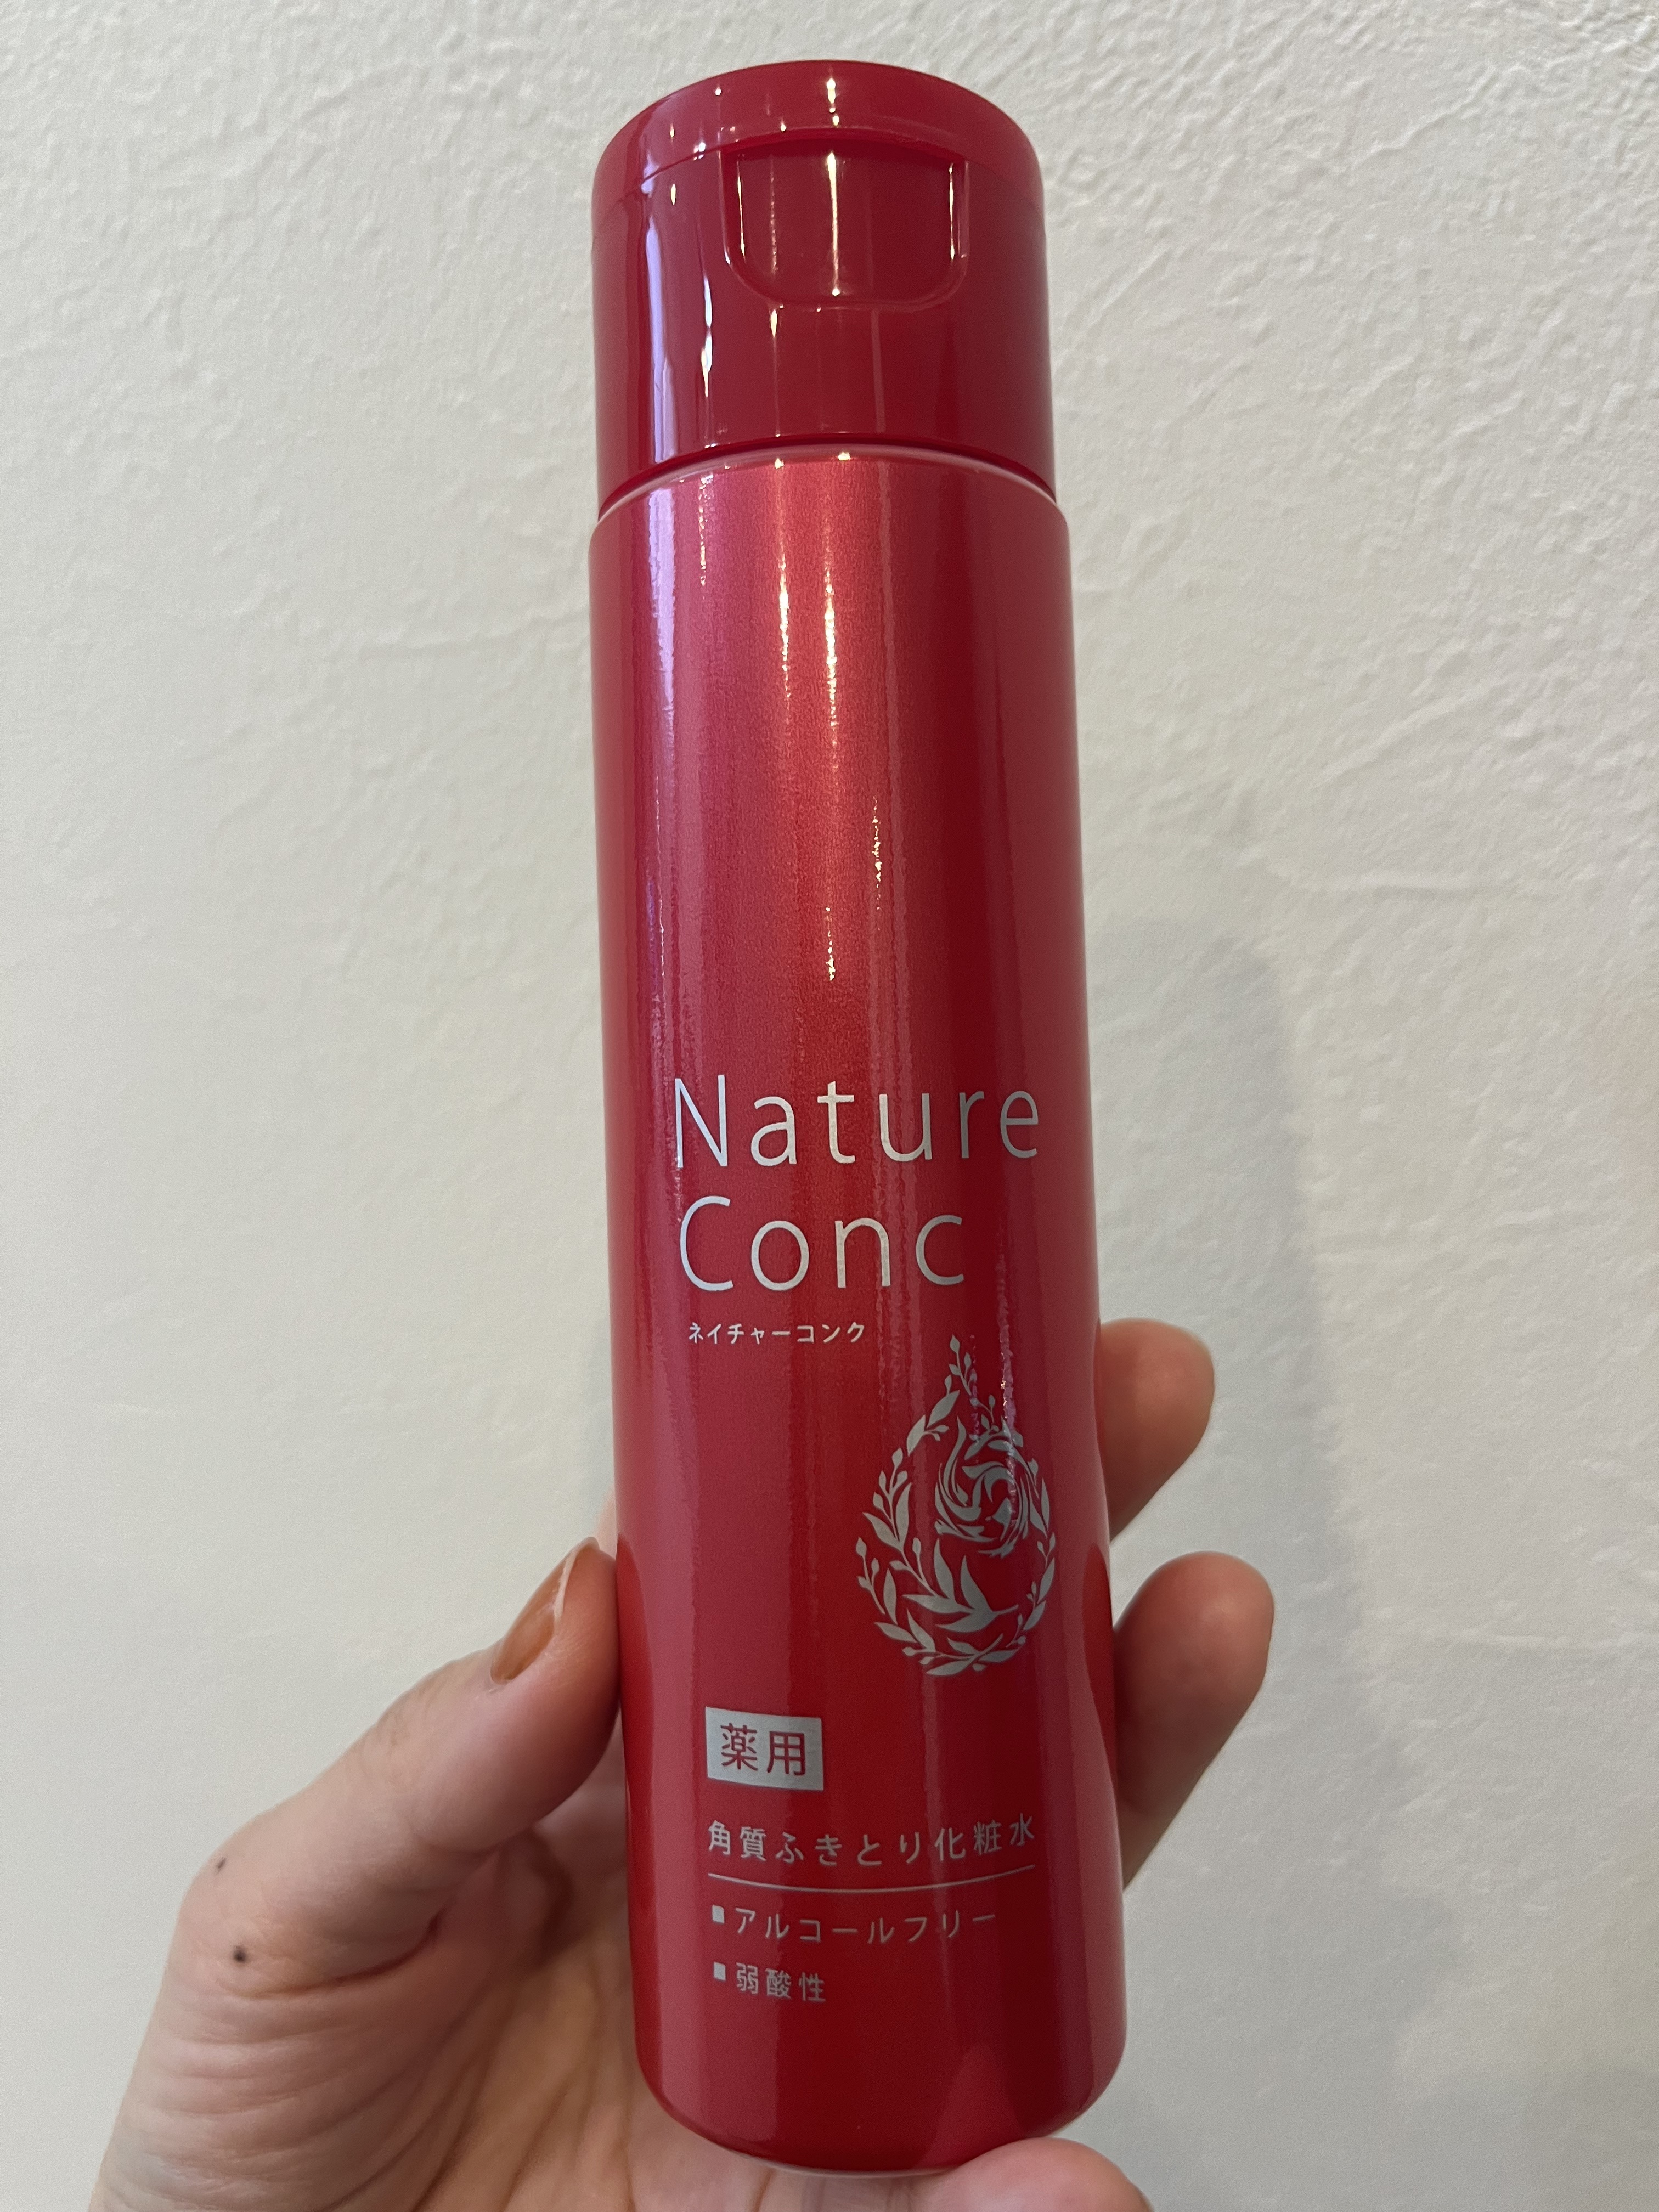 Nature
Conc
ネイチャーコンク
薬用
角質ふきとり化粧水
■アルコールフリー
■弱酸性